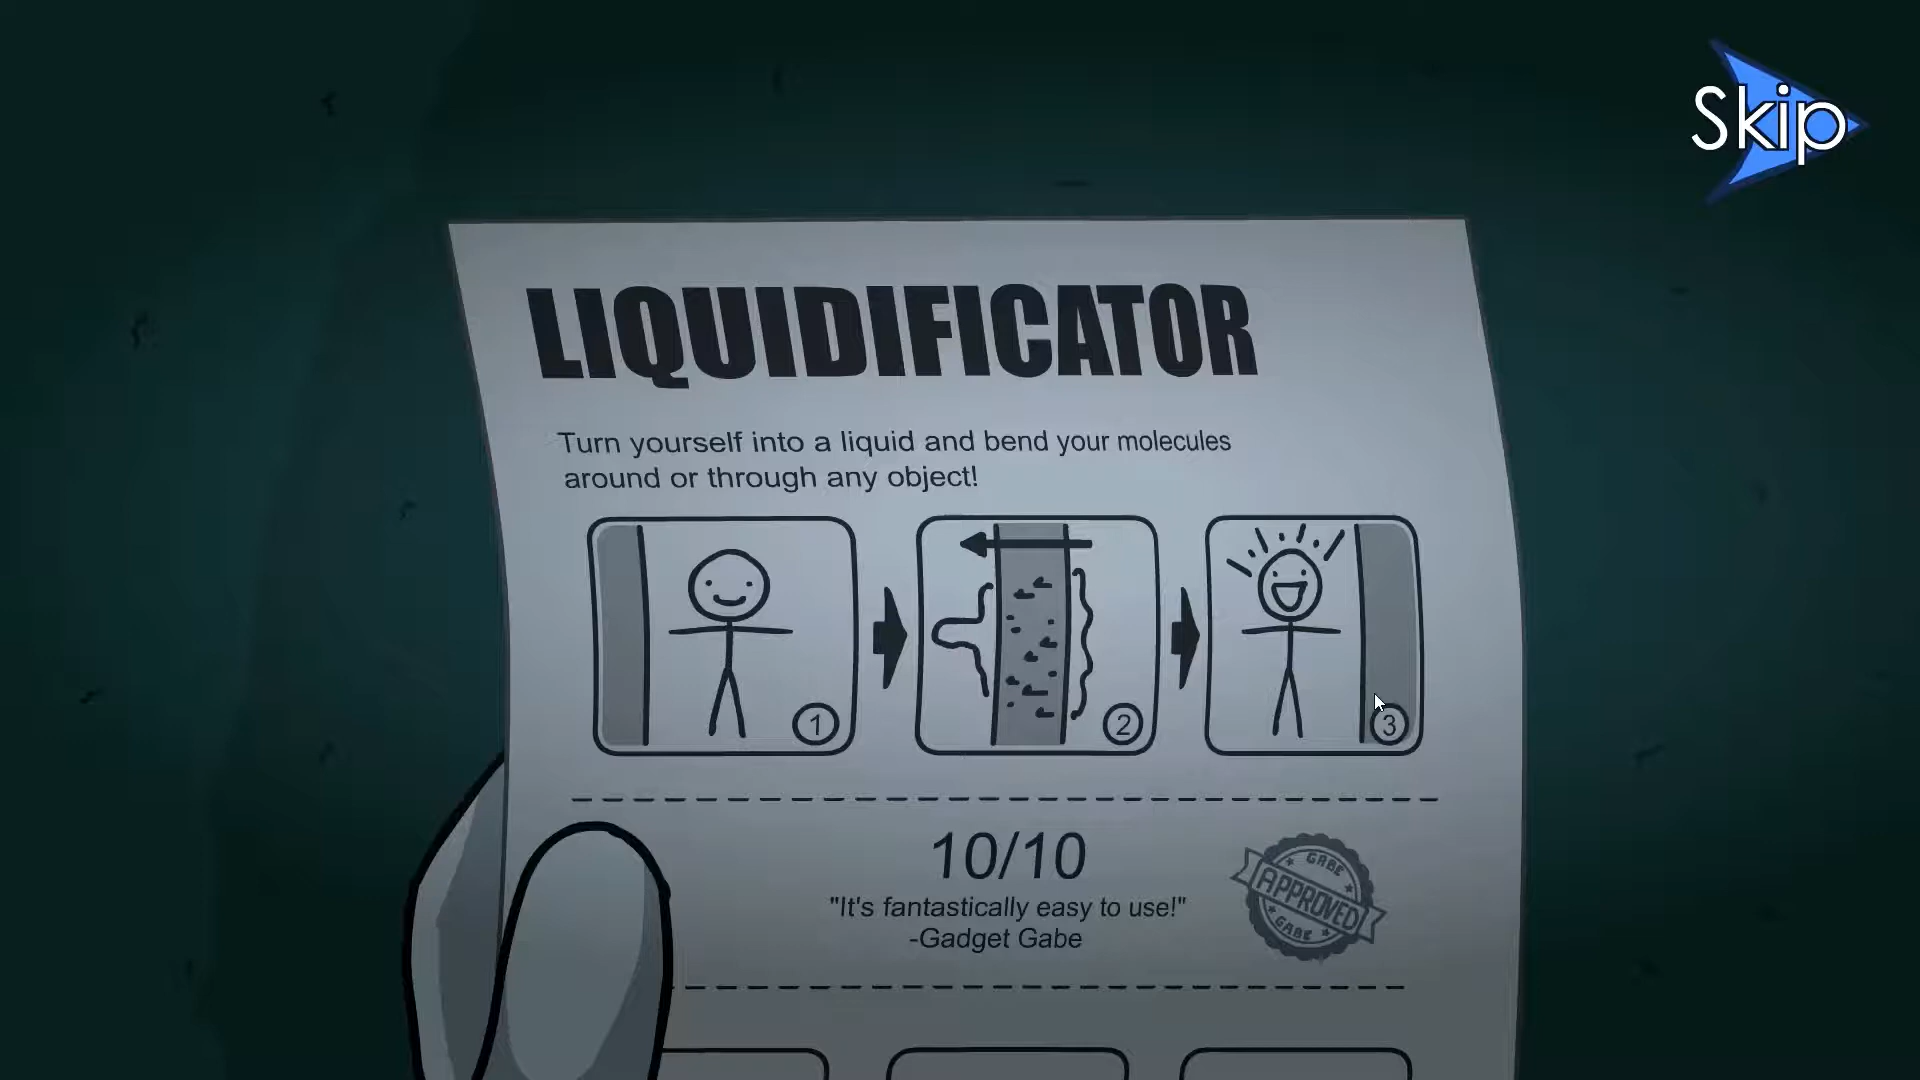 Skip
LIQUIDIFICATOR
Turn yourself into a liquid and bend your molecules
around or through any object!
1
2
3
10/10
"It's fantastically easy to use!"
-Gadget Gabe
GABE
APPROVED
GABE